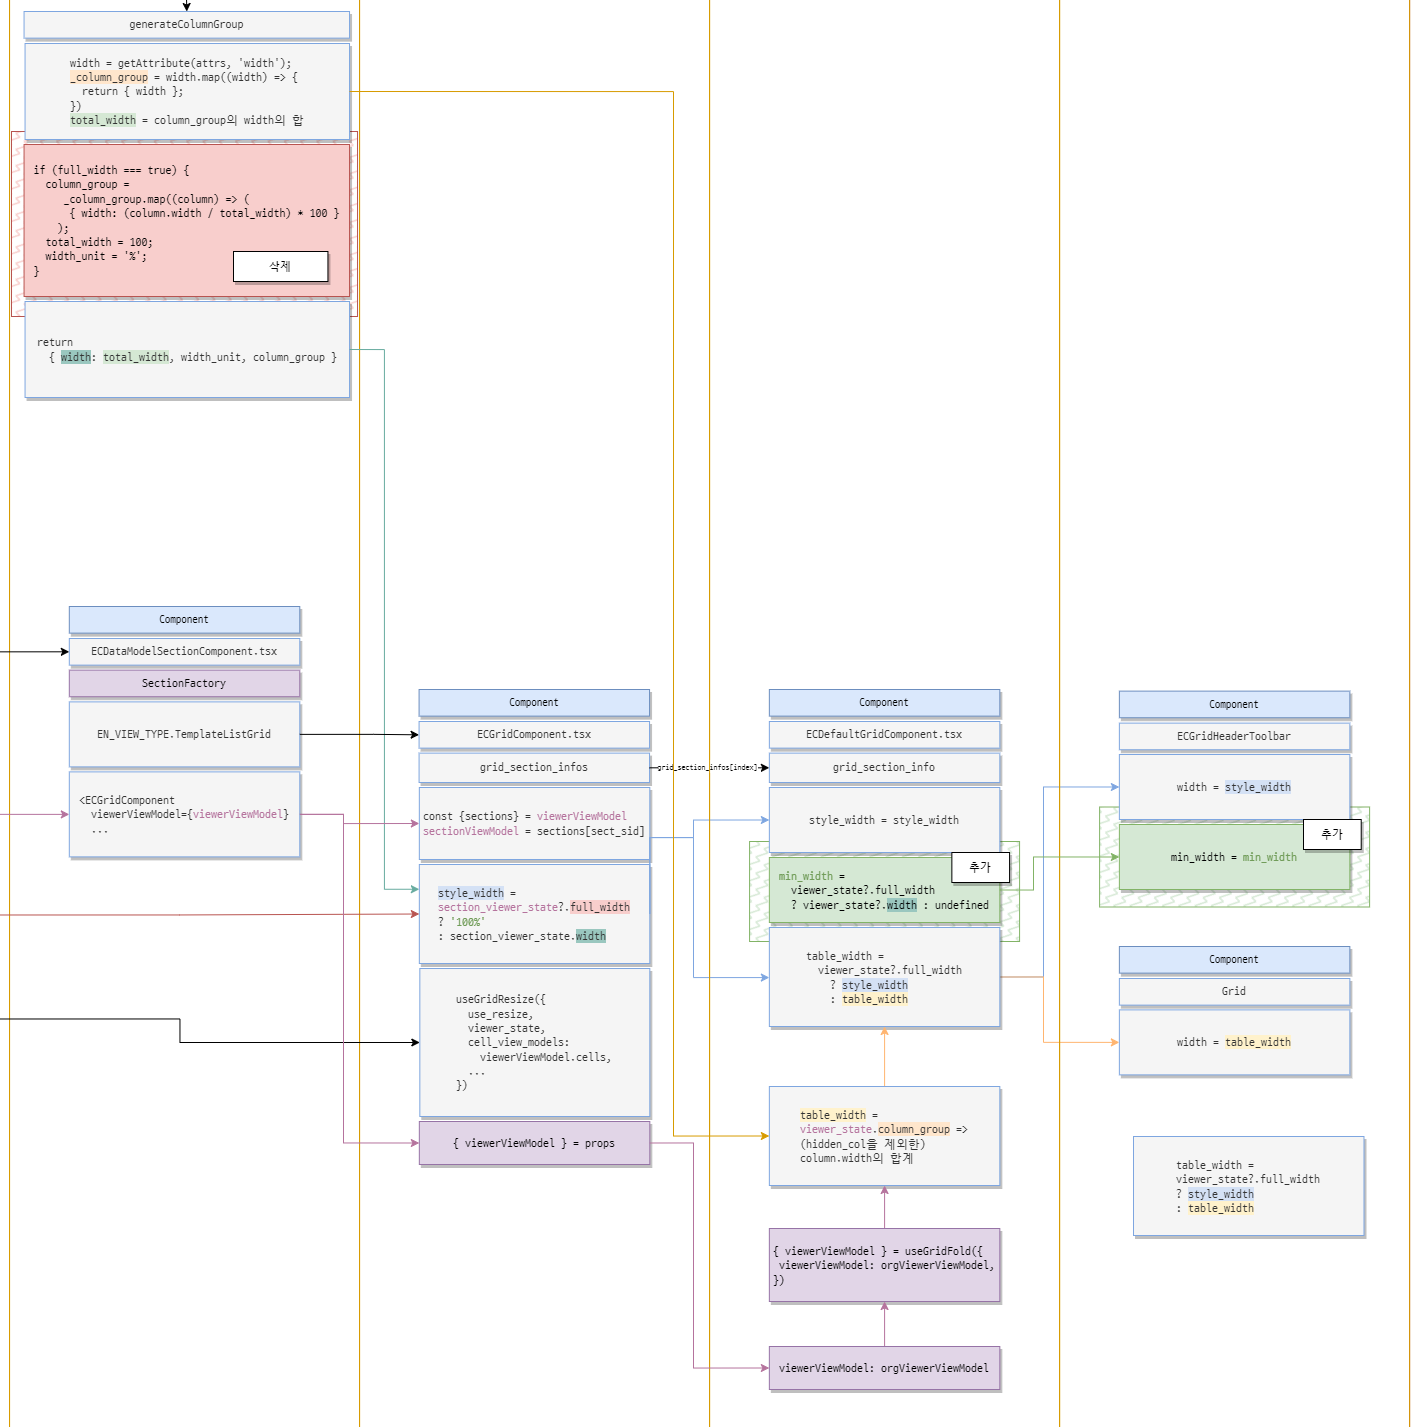 generateColumnGroup
width = getAttribute(attrs, 'width');
_column_group = width.map((width) => {
return { width };
})
total_width = column_group의 width의 합
if (full_width === true) {
column_group =
_column_group.map((column) => (
{ width: (column.width / total_width) * 100 }
);
total_width = 100;
width_unit = '%';
}
삭제
return
{ width: total_width, width_unit, column_group }
Component
ECDataModelSectionComponent.tsx
SectionFactory
EN_VIEW_TYPE.TemplateListGrid
<ECGridComponent
viewerViewModel={viewerViewModel}
...
Component
ECGridComponent.tsx
grid_section_infos
const {sections} = viewerViewModel
sectionViewModel = sections[sect_sid]
style_width =
section_viewer_state?.full_width
? '100%'
: section_viewer_state.width
useGridResize({
use_resize,
viewer_state,
cell_view_models:
viewerViewModel.cells,
...
})
{ viewerViewModel } = props
grid_section_infos[index]
Component
ECDefaultGridComponent.tsx
grid_section_info
style_width = style_width
추가
min_width =
viewer_state?.full_width
? viewer_state?.width : undefined
table_width =
viewer_state?.full_width
? style_width
: table_width
table_width =
viewer_state.column_group =>
(hidden_col을 제외한)
column.width의 합계
{ viewerViewModel } = useGridFold({
viewerViewModel: orgViewerViewModel,
})
viewerViewModel: orgViewerViewModel
Component
ECGridHeaderToolbar
width = style_width
추가
min_width = min_width
Component
Grid
width = table_width
table_width =
viewer_state?.full_width
? style_width
: table_width